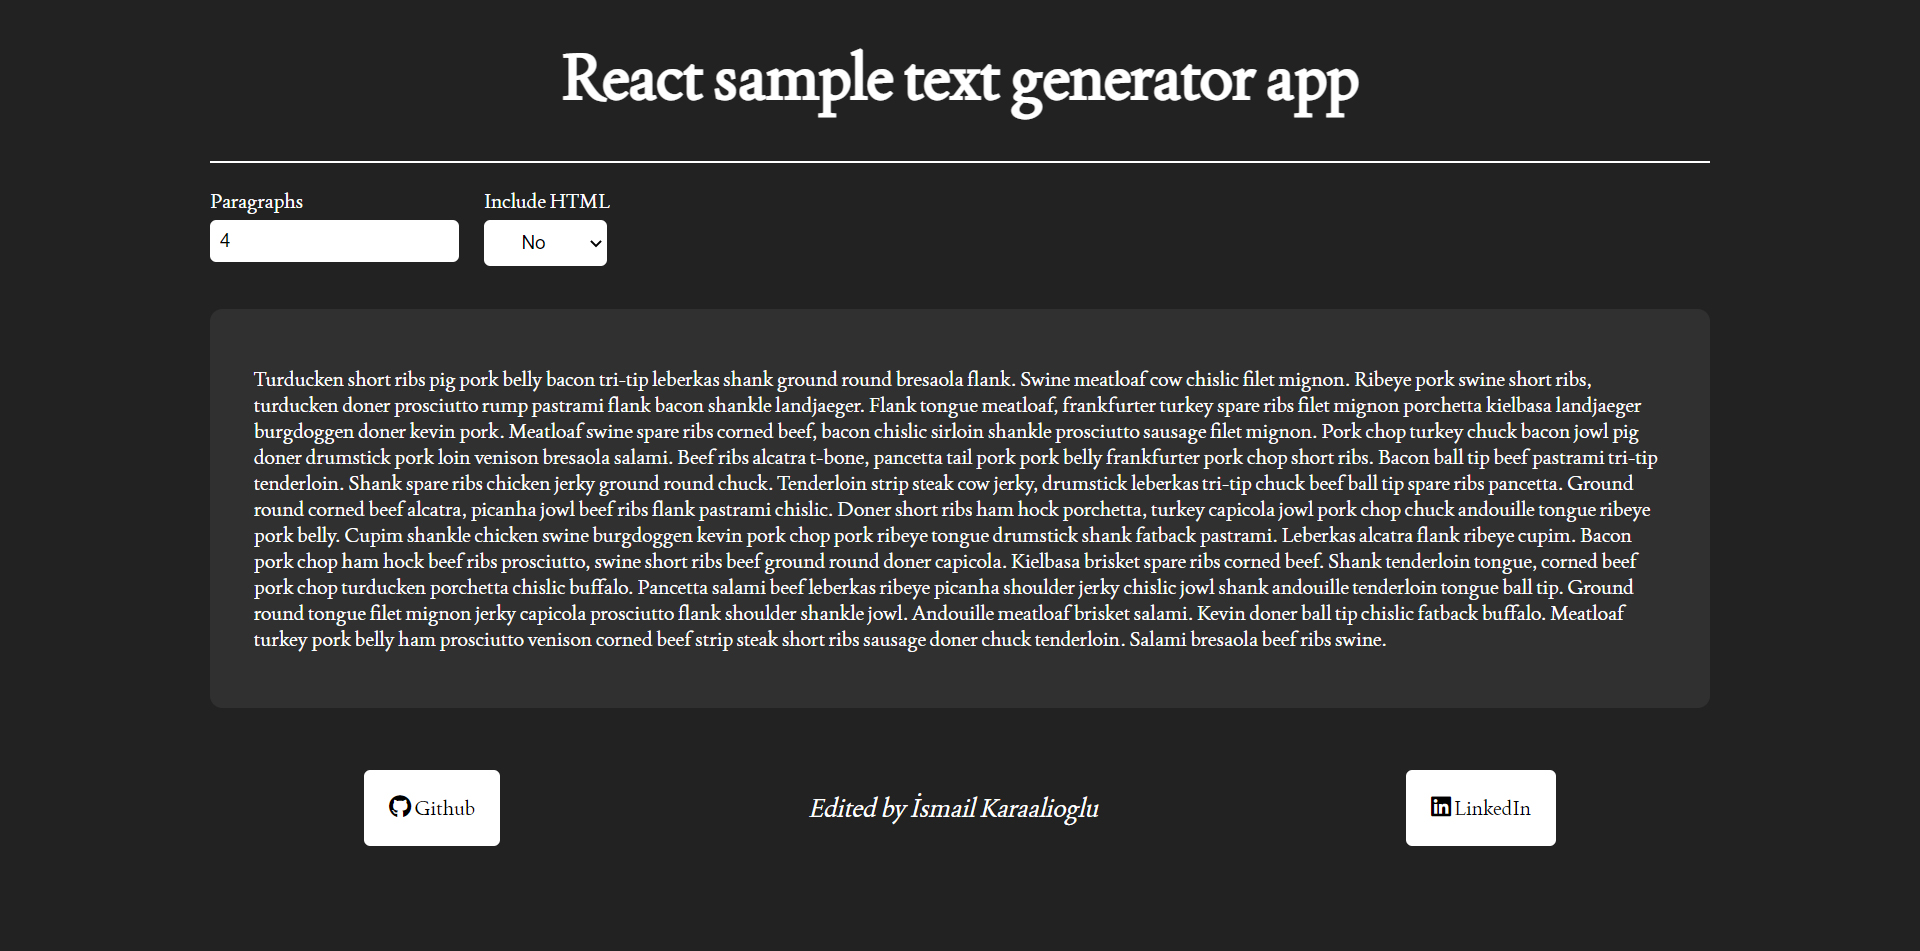 React sample text generator app
Paragraphs
Include HTML
4
No
Turducken short ribs pig pork belly bacon tri-tip leberkas shank ground round bresaola flank. Swine meatloaf cow chislic filet mignon. Ribeye pork swine short ribs,
turducken doner prosciutto rump pastrami flank bacon shankle landjaeger. Flank tongue meatloaf, frankfurter turkey spare ribs filet mignon porchetta kielbasa landjaeger
burgdoggen doner kevin pork. Meatloaf swine spare ribs corned beef, bacon chislic sirloin shankle prosciutto sausage filet mignon. Pork chop turkey chuck bacon jowl pig
doner drumstick pork loin venison bresaola salami. Beef ribs alcatra t-bone, pancetta tail pork pork belly frankfurter pork chop short ribs. Bacon ball tip beef pastrami tri-tip
tenderloin. Shank spare ribs chicken jerky ground round chuck. Tenderloin strip steak cow jerky, drumstick leberkas tri-tip chuck beef ball tip spare ribs pancetta. Ground
round corned beef alcatra, picanha jowl beef ribs flank pastrami chislic. Doner short ribs ham hock porchetta, turkey capicola jowl pork chop chuck andouille tongue ribeye
pork belly. Cupim shankle chicken swine burgdoggen kevin pork chop pork ribeye tongue drumstick shank fatback pastrami. Leberkas alcatra flank ribeye cupim. Bacon
pork chop ham hock beef ribs prosciutto, swine short ribs beef ground round doner capicola. Kielbasa brisket spare ribs corned beef. Shank tenderloin tongue, corned beef
pork chop turducken porchetta chislic buffalo. Pancetta salami beef leberkas ribeye picanha shoulder jerky chislic jowl shank andouille tenderloin tongue ball tip. Ground
round tongue filet mignon jerky capicola prosciutto flank shoulder shankle jowl. Andouille meatloaf brisket salami. Kevin doner ball tip chislic fatback buffalo. Meatloaf
turkey pork belly ham prosciutto venison corned beef strip steak short ribs sausage doner chuck tenderloin. Salami bresaola beef ribs swine.
Github
Edited by İsmail Karaalioglu
LinkedIn